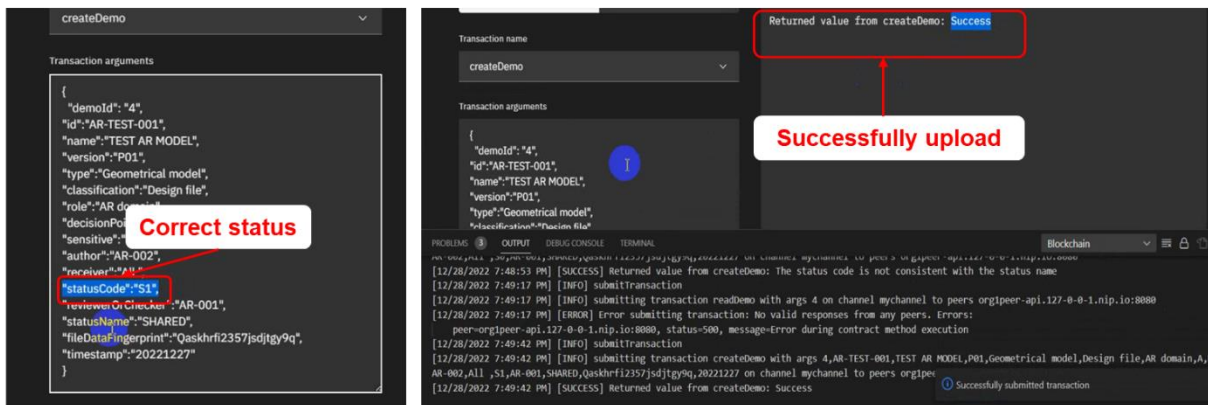 createDemo
Transaction arguments
{
"demoId": "4",
"id":"AR-TEST-001",
"name":"TEST AR MODEL",
"version":"P01",
"type":"Geometrical model",
"classification":"Design file",
"role":"AR
Correct status
"sensitive":
"author":"AR-002",
"receiver":"All
"statusCode":"S1",
"reviewerOrChecker":"AR-001",
"statusName":"SHARED",
"fileDataFingerprint":"Qaskhrfi2357jsdjtgy9q",
"timestamp":"20221227"
}
Transaction name
createDemo
Transaction arguments
{
"demoId": "4",
"id":"AR-TEST-001",
"name":"TEST AR MODEL",
"version":"P01",
"type":"Geometrical model",
"classification":"Design file"
Returned value from createDemo: Success
Successfully upload
PROBLEMS 3 OUTPUT DEBUG CONSOLE TERMINAL
Blockchain
[12/28/2022 7:48:53 PM] [SUCCESS] Returned value from createDemo: The status code is not consistent with the status name
[12/28/2022 7:49:17 PM] [INFO] submitTransaction
[12/28/2022 7:49:17 PM] [INFO] submitting transaction readDemo with args 4 on channel mychannel to peers org1peer-api.127-0-0-1.nip.io:8080
[12/28/2022 7:49:17 PM] [ERROR] Error submitting transaction: No valid responses from any peers. Errors:
peer=org1peer-api.127-0-0-1.nip.io:8080, status=500, message=Error during contract method execution
[12/28/2022 7:49:42 PM] [INFO] submitTransaction
[12/28/2022 7:49:42 PM] [INFO] submitting transaction createDemo with args 4,AR-TEST-001,TEST AR MODEL,P01,Geometrical model,Design file,AR domain,A,
AR-002,All ,S1,AR-001,SHARED,Qaskhrfi2357jsdjtgy9q,20221227 on channel mychannel to peers
[12/28/2022 7:49:42 PM] [SUCCESS] Returned value from createDemo: Success
Successfully submitted transaction